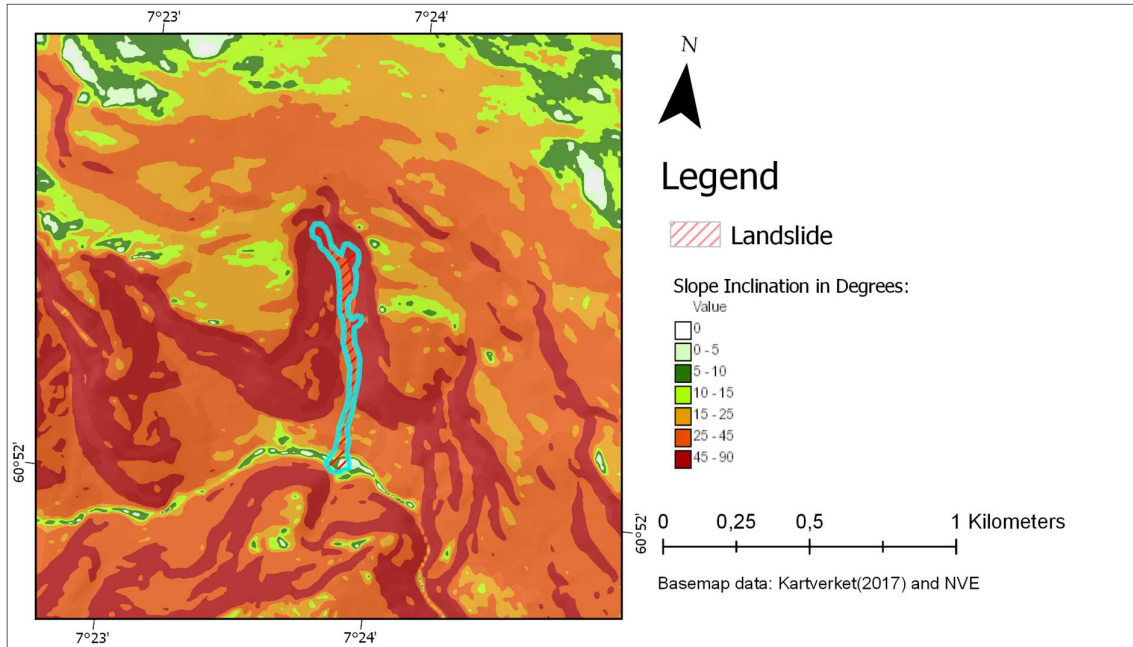 7°23' 7°24'
N
Legend
Landslide
Slope Inclination in Degrees:
Value
0
0 - 5
5 - 10
10 - 15
15 - 25
25 - 45
45 - 90
60°52'
60°52'
0 0,25 0,5 1 Kilometers
Basemap data: Kartverket(2017) and NVE
7°23' 7°24'